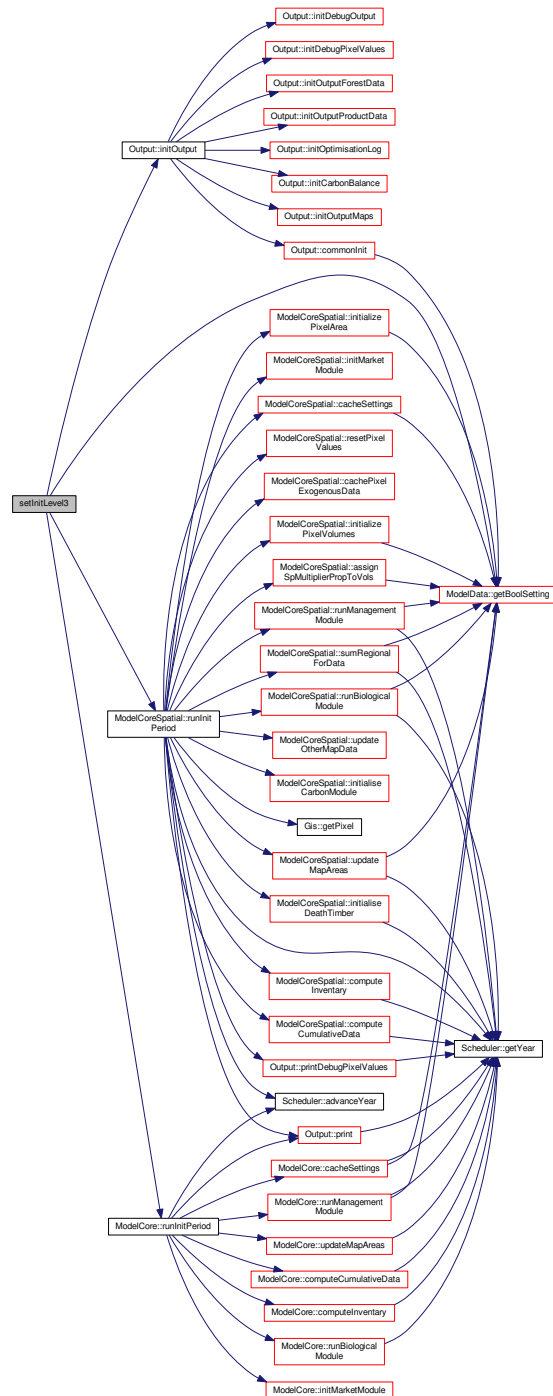 Output::initDebugOutput
Output::initDebugPixelValues
Output::initOutputForestData
Output::initOutputProductData
Output::initOutput
Output::initOptimisationLog
Output::initCarbonBalance
Output::initOutputMaps
Output::commonInit
ModelCoreSpatial::initialize
PixelArea
ModelCoreSpatial::initMarket
Module
ModelCoreSpatial::cacheSettings
ModelCoreSpatial::resetPixel
Values
ModelCoreSpatial::cachePixel
ExogenousData
setInitLevel3
ModelCoreSpatial::initialize
PixelVolumes
ModelCoreSpatial::assign
SpMultiplierPropToVols
ModelData::getBoolSetting
ModelCoreSpatial::runManagement
Module
ModelCoreSpatial::sumRegional
ForData
ModelCoreSpatial::runBiological
Module
ModelCoreSpatial::runInit
Period
ModelCoreSpatial::update
OtherMapData
ModelCoreSpatial::initialise
CarbonModule
Gis::getPixel
ModelCoreSpatial::update
MapAreas
ModelCoreSpatial::initialise
DeathTimber
ModelCoreSpatial::compute
Inventory
ModelCoreSpatial::compute
CumulativeData
Scheduler::getYear
Output::printDebugPixelValues
Scheduler::advanceYear
Output::print
ModelCore::cacheSettings
ModelCore::runManagement
Module
ModelCore::runInitPeriod
ModelCore::updateMapAreas
ModelCore::computeCumulativeData
ModelCore::computeInventory
ModelCore::runBiological
Module
ModelCore::initMarketModule